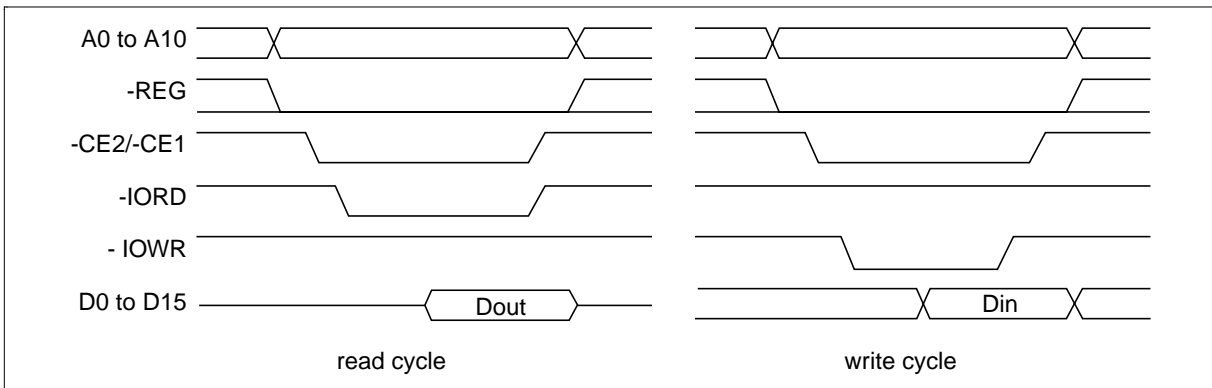 A0 to A10
-REG
-CE2/-CE1
-IORD
- IOWR
D0 to D15
Dout
Din
read cycle
write cycle